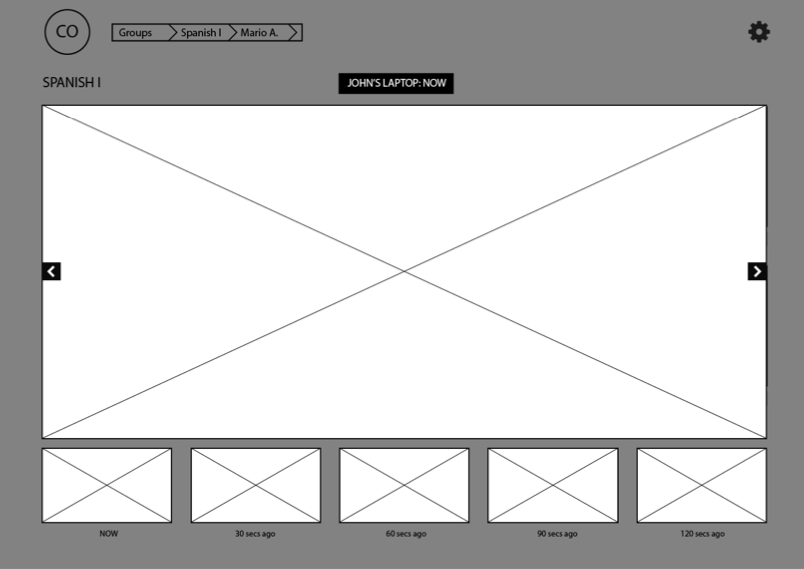 CO
Groups
Spanish I
Mario A.
SPANISH I
JOHN'S LAPTOP: NOW
NOW
30 secs ago
60 secs ago
90 secs ago
120 secs ago